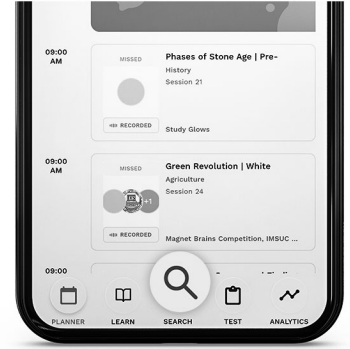 09:00
AM
MISSED
Phases of Stone Age | Pre-
History
Session 21
RECORDED
Study Glows
09:00
AM
MISSED
Green Revolution | White
Agriculture
Session 24
+1
RECORDED
Magnet Brains Competition, IMSUC ...
09:00
PLANNER
LEARN
SEARCH
TEST
ANALYTICS